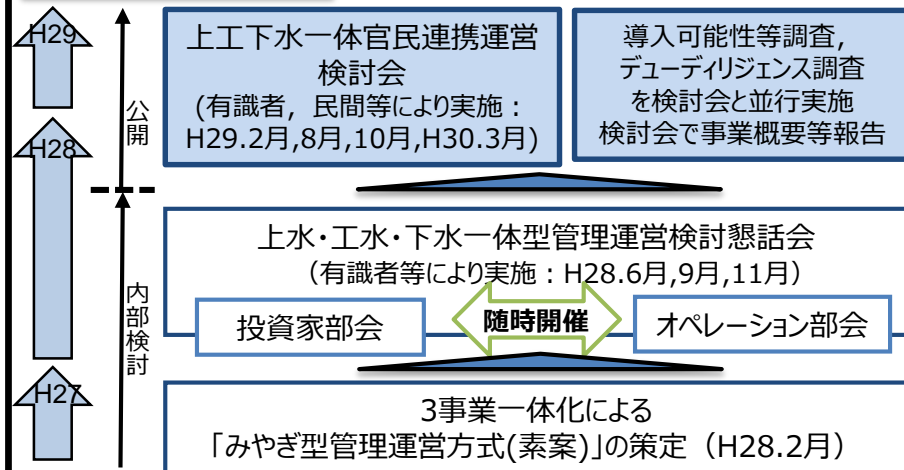 H29
H28
H27
公開
内部検討
上工下水一体官民連携運営
検討会
(有識者，民間等により実施：
H29.2月,8月,10月,H30.3月)
導入可能性等調査，
デューディリジェンス調査
を検討会と並行実施
検討会で事業概要等報告
上水・工水・下水一体型管理運営検討懇話会
（有識者等により実施：H28.6月,9月,11月）
投資家部会
随時開催
オペレーション部会
3事業一体化による
「みやぎ型管理運営方式(素案)」の策定（H28.2月）